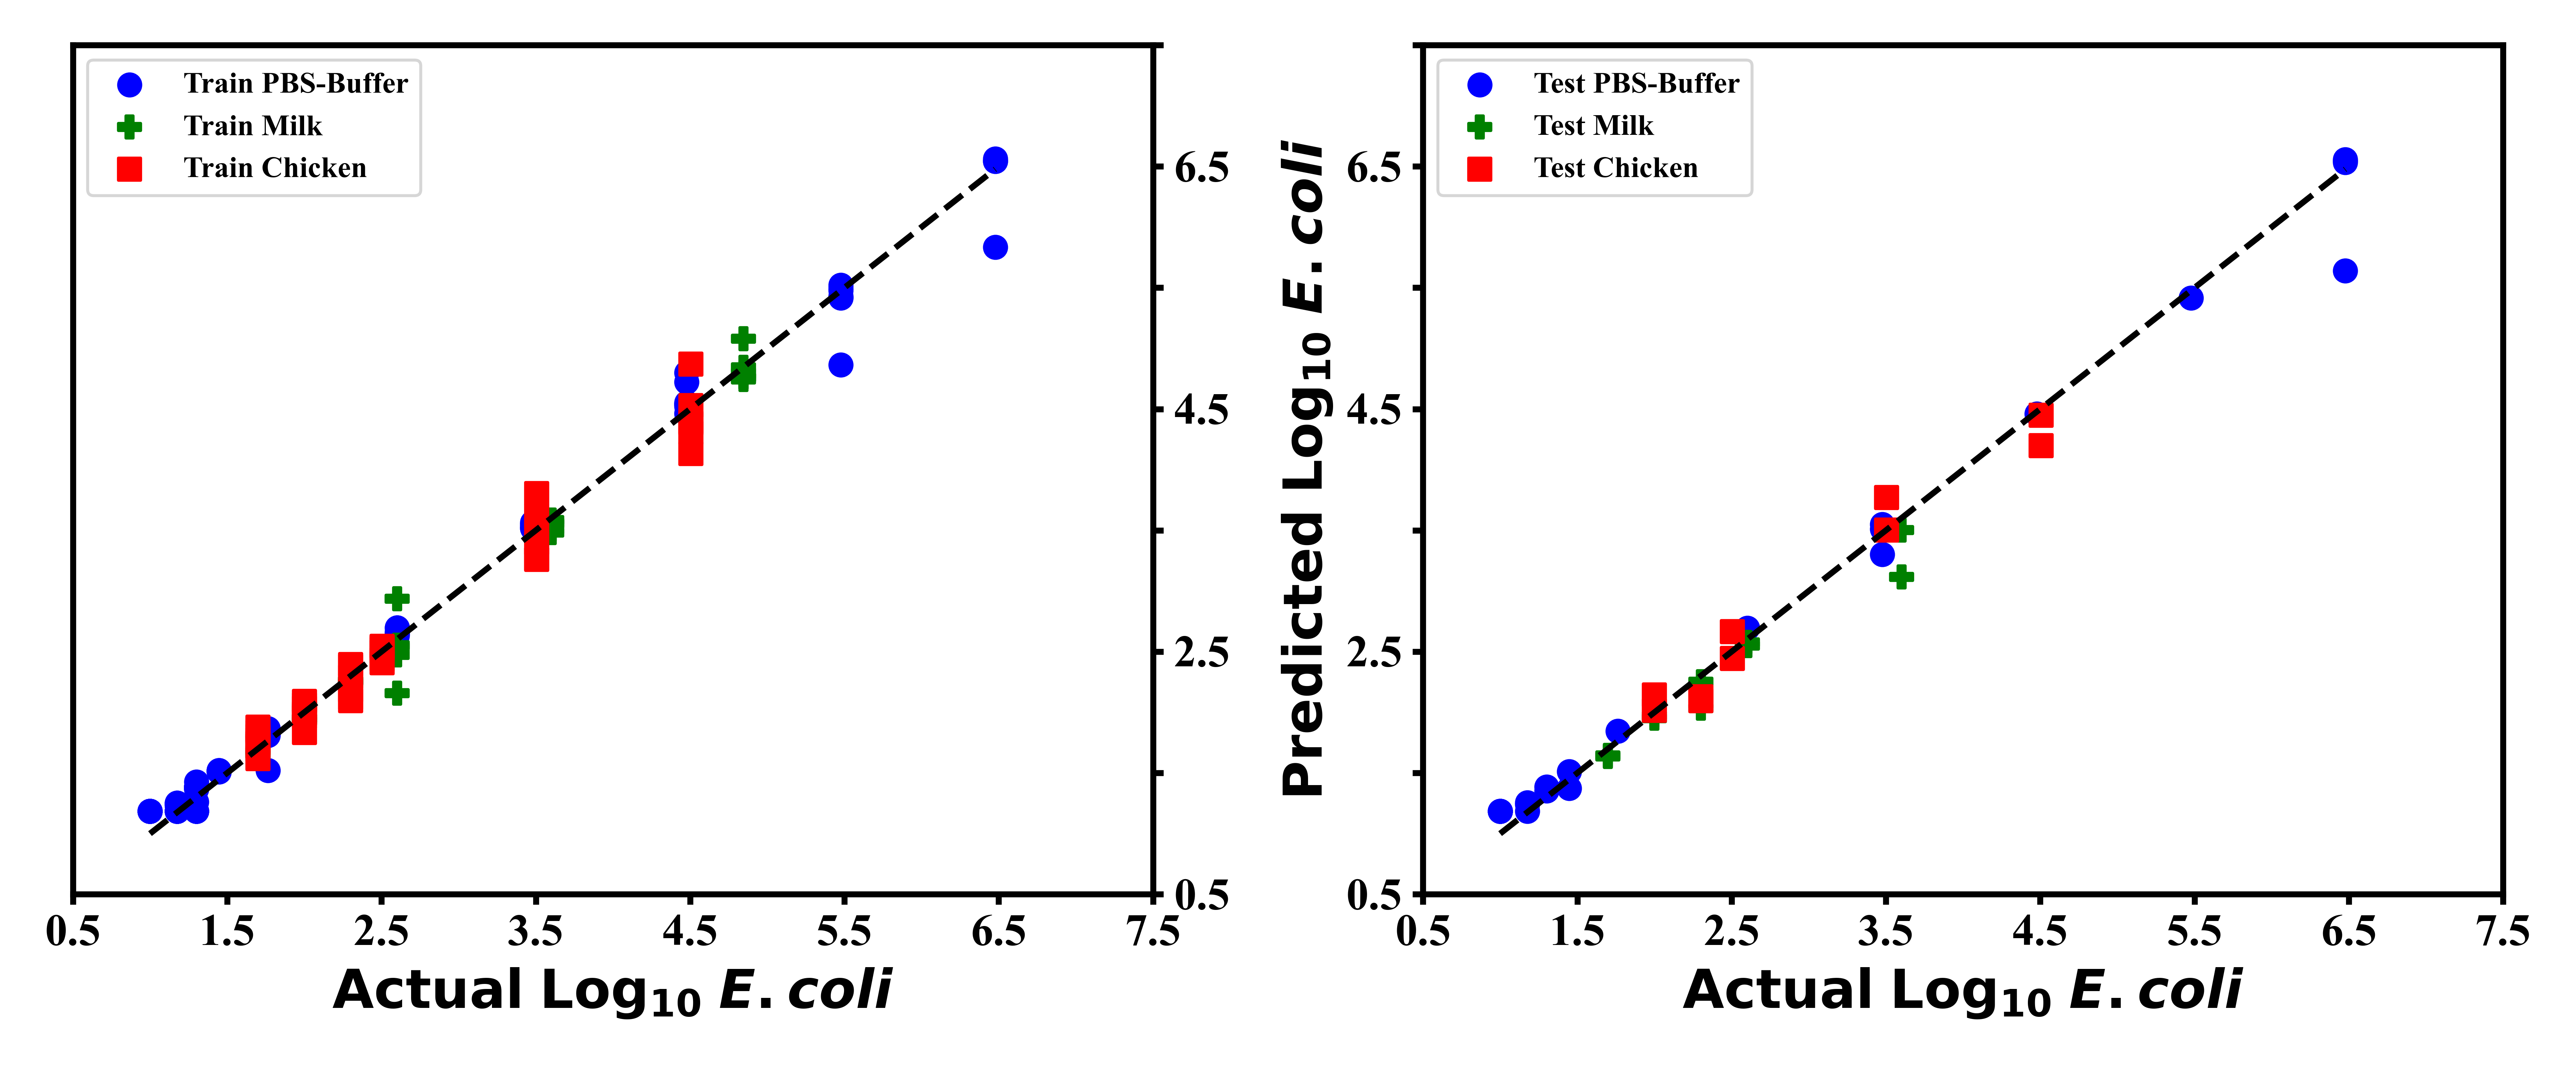 Train PBS-Buffer
Train Milk
Train Chicken
6.5
4.5
2.5
0.5
0.5 1.5 2.5 3.5 4.5 5.5 6.5 7.5
Actual Log10 E. coli
Predicted Log10 E. coli
Test PBS-Buffer
Test Milk
Test Chicken
6.5
4.5
2.5
0.5
0.5 1.5 2.5 3.5 4.5 5.5 6.5 7.5
Actual Log10 E. coli